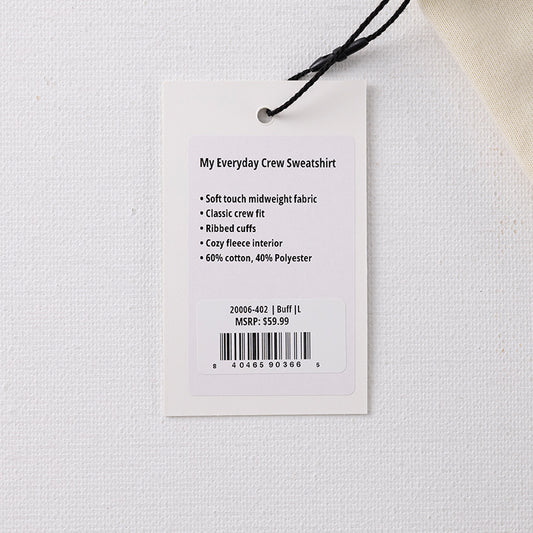 My Everyday Crew Sweatshirt
• Soft touch midweight fabric
• Classic crew fit
• Ribbed cuffs
• Cozy fleece interior
• 60% cotton, 40% Polyester
20006-402 | Buff |L
MSRP: $59.99
8 40465 90366 5